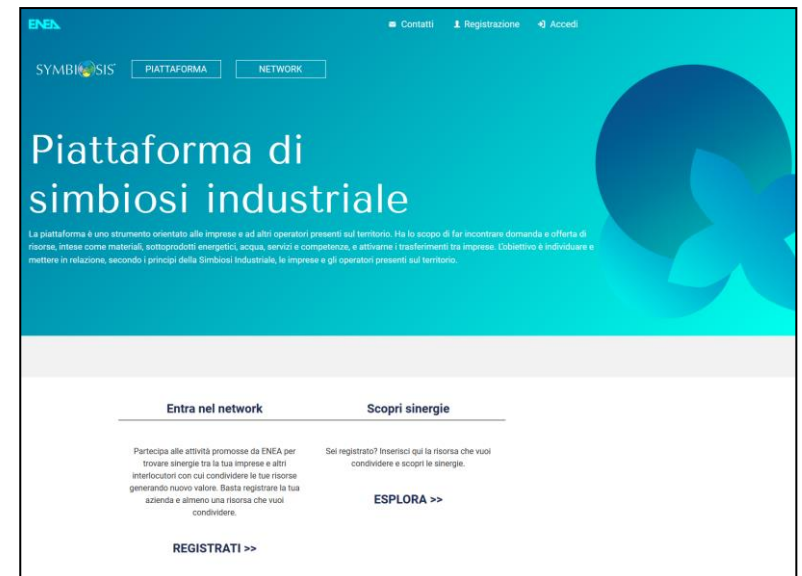 ENEA
Contatti Registrazione Accedi
SYMBIOSIS PIATTAFORMA NETWORK
Piattaforma di
simbiosi industriale
La piattaforma è uno strumento orientato alle imprese e ad altri operatori presenti sul territorio. Ha lo scopo di far incontrare domanda e offerta di
risorse, intese come materiali, sottoprodotti energetici, acqua, servizi e competenze, e attivarne i trasferimenti tra imprese. L'obiettivo è individuare e
mettere in relazione, secondo i principi della Simbiosi Industriale, le imprese e gli operatori presenti sul territorio.
Entra nel network
Partecipa alle attività promosse da ENEA per
trovare sinergie tra la tua imprese e altri
interlocutori con cui condividere le tue risorse
generando nuovo valore. Basta registrare la tua
azienda e almeno una risorsa che vuoi
condividere.
REGISTRATI >>
Scopri sinergie
Sei registrato? Inserisci qui la risorsa che vuoi
condividere e scopri le sinergie.
ESPLORA >>